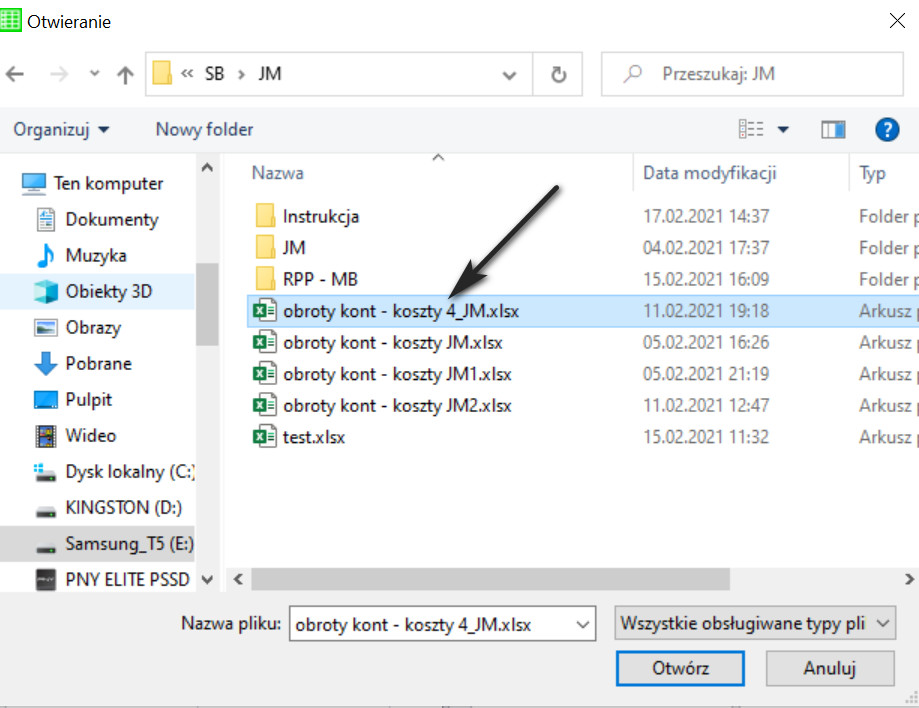 Otwieranie
« SB > JM
Przeszukaj: JM
Organizuj
Nowy folder
?
Ten komputer
Dokumenty
Muzyka
Obiekty 3D
Obrazy
Pobrane
Pulpit
Wideo
Dysk lokalny (C:)
KINGSTON (D:)
Samsung_T5 (E:)
PNY ELITE PSSD
Nazwa Data modyfikacji Typ
Instrukcja 17.02.2021 14:37 Folder p
JM 04.02.2021 17:37 Folder p
RPP - MB 15.02.2021 16:09 Folder p
obroty kont - koszty 4_JM.xlsx 11.02.2021 19:18 Arkusz p
obroty kont - koszty JM.xlsx 05.02.2021 16:26 Arkusz p
obroty kont - koszty JM1.xlsx 05.02.2021 21:19 Arkusz p
obroty kont - koszty JM2.xlsx 11.02.2021 12:47 Arkusz p
test.xlsx 15.02.2021 11:32 Arkusz p
Nazwa pliku: obroty kont - koszty 4_JM.xlsx
Wszystkie obsługiwane typy pli
Otwórz
Anuluj